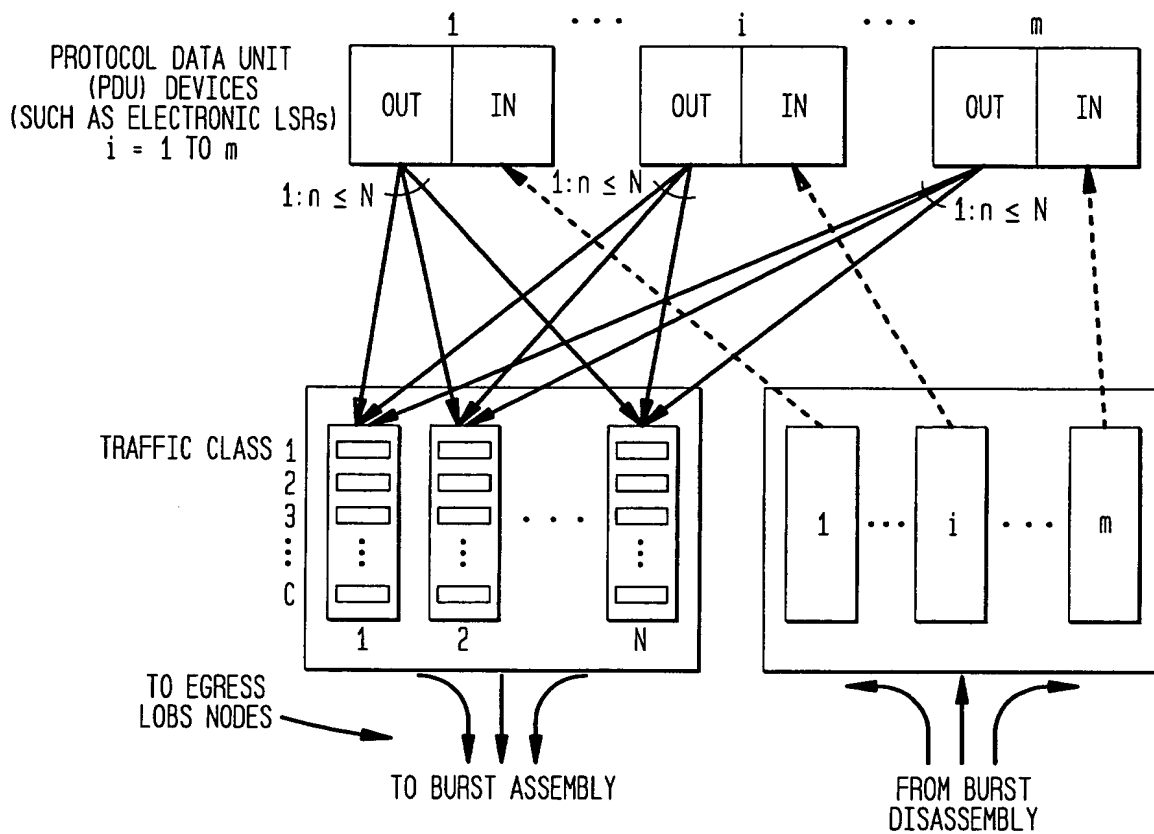 1 ... i ... m
PROTOCOL DATA UNIT
(PDU) DEVICES
(SUCH AS ELECTRONIC LSRs)
i = 1 TO m
OUT IN OUT IN OUT IN
1:n ≤ N 1:n ≤ N 1:n ≤ N
TRAFFIC CLASS 1
2
3
⋮
C
1 2 ... N
1 ... i ... m
TO EGRESS
LOBS NODES
TO BURST ASSEMBLY
FROM BURST
DISASSEMBLY